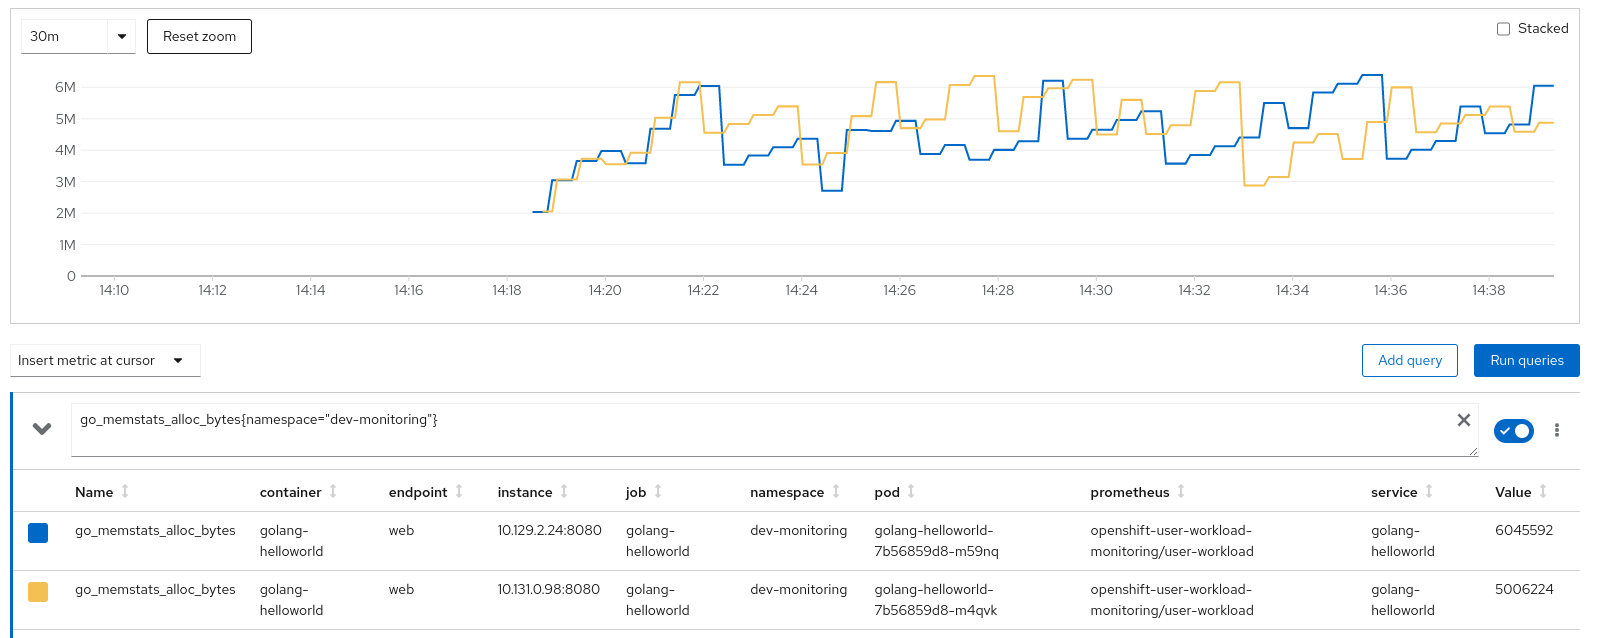 30m
Reset zoom
Stacked
6M
5M
4M
3M
2M
1M
0
14:10 14:12 14:14 14:16 14:18 14:20 14:22 14:24 14:26 14:28 14:30 14:32 14:34 14:36 14:38
Insert metric at cursor
Add query
Run queries
go_memstats_alloc_bytes{namespace="dev-monitoring"}
Name container endpoint instance job namespace pod prometheus service Value
go_memstats_alloc_bytes golang- web 10.129.2.24:8080 golang- dev-monitoring golang-helloworld- openshift-user-workload- golang- 6045592
helloworld helloworld 7b56859d8-m59nq monitoring/user-workload helloworld
go_memstats_alloc_bytes golang- web 10.131.0.98:8080 golang- dev-monitoring golang-helloworld- openshift-user-workload- golang- 5006224
helloworld helloworld 7b56859d8-m4qvk monitoring/user-workload helloworld